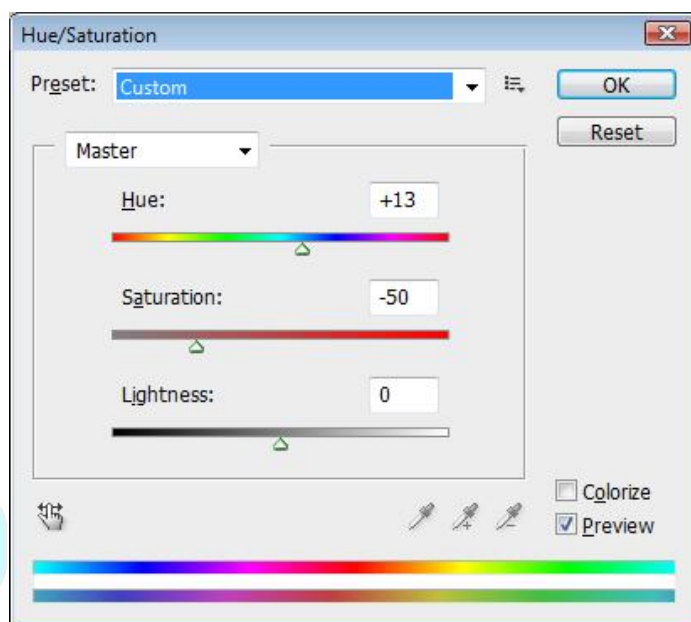 Hue/Saturation
Preset: Custom
OK
Reset
Master
Hue: +13
Saturation: -50
Lightness: 0
Colorize
Preview